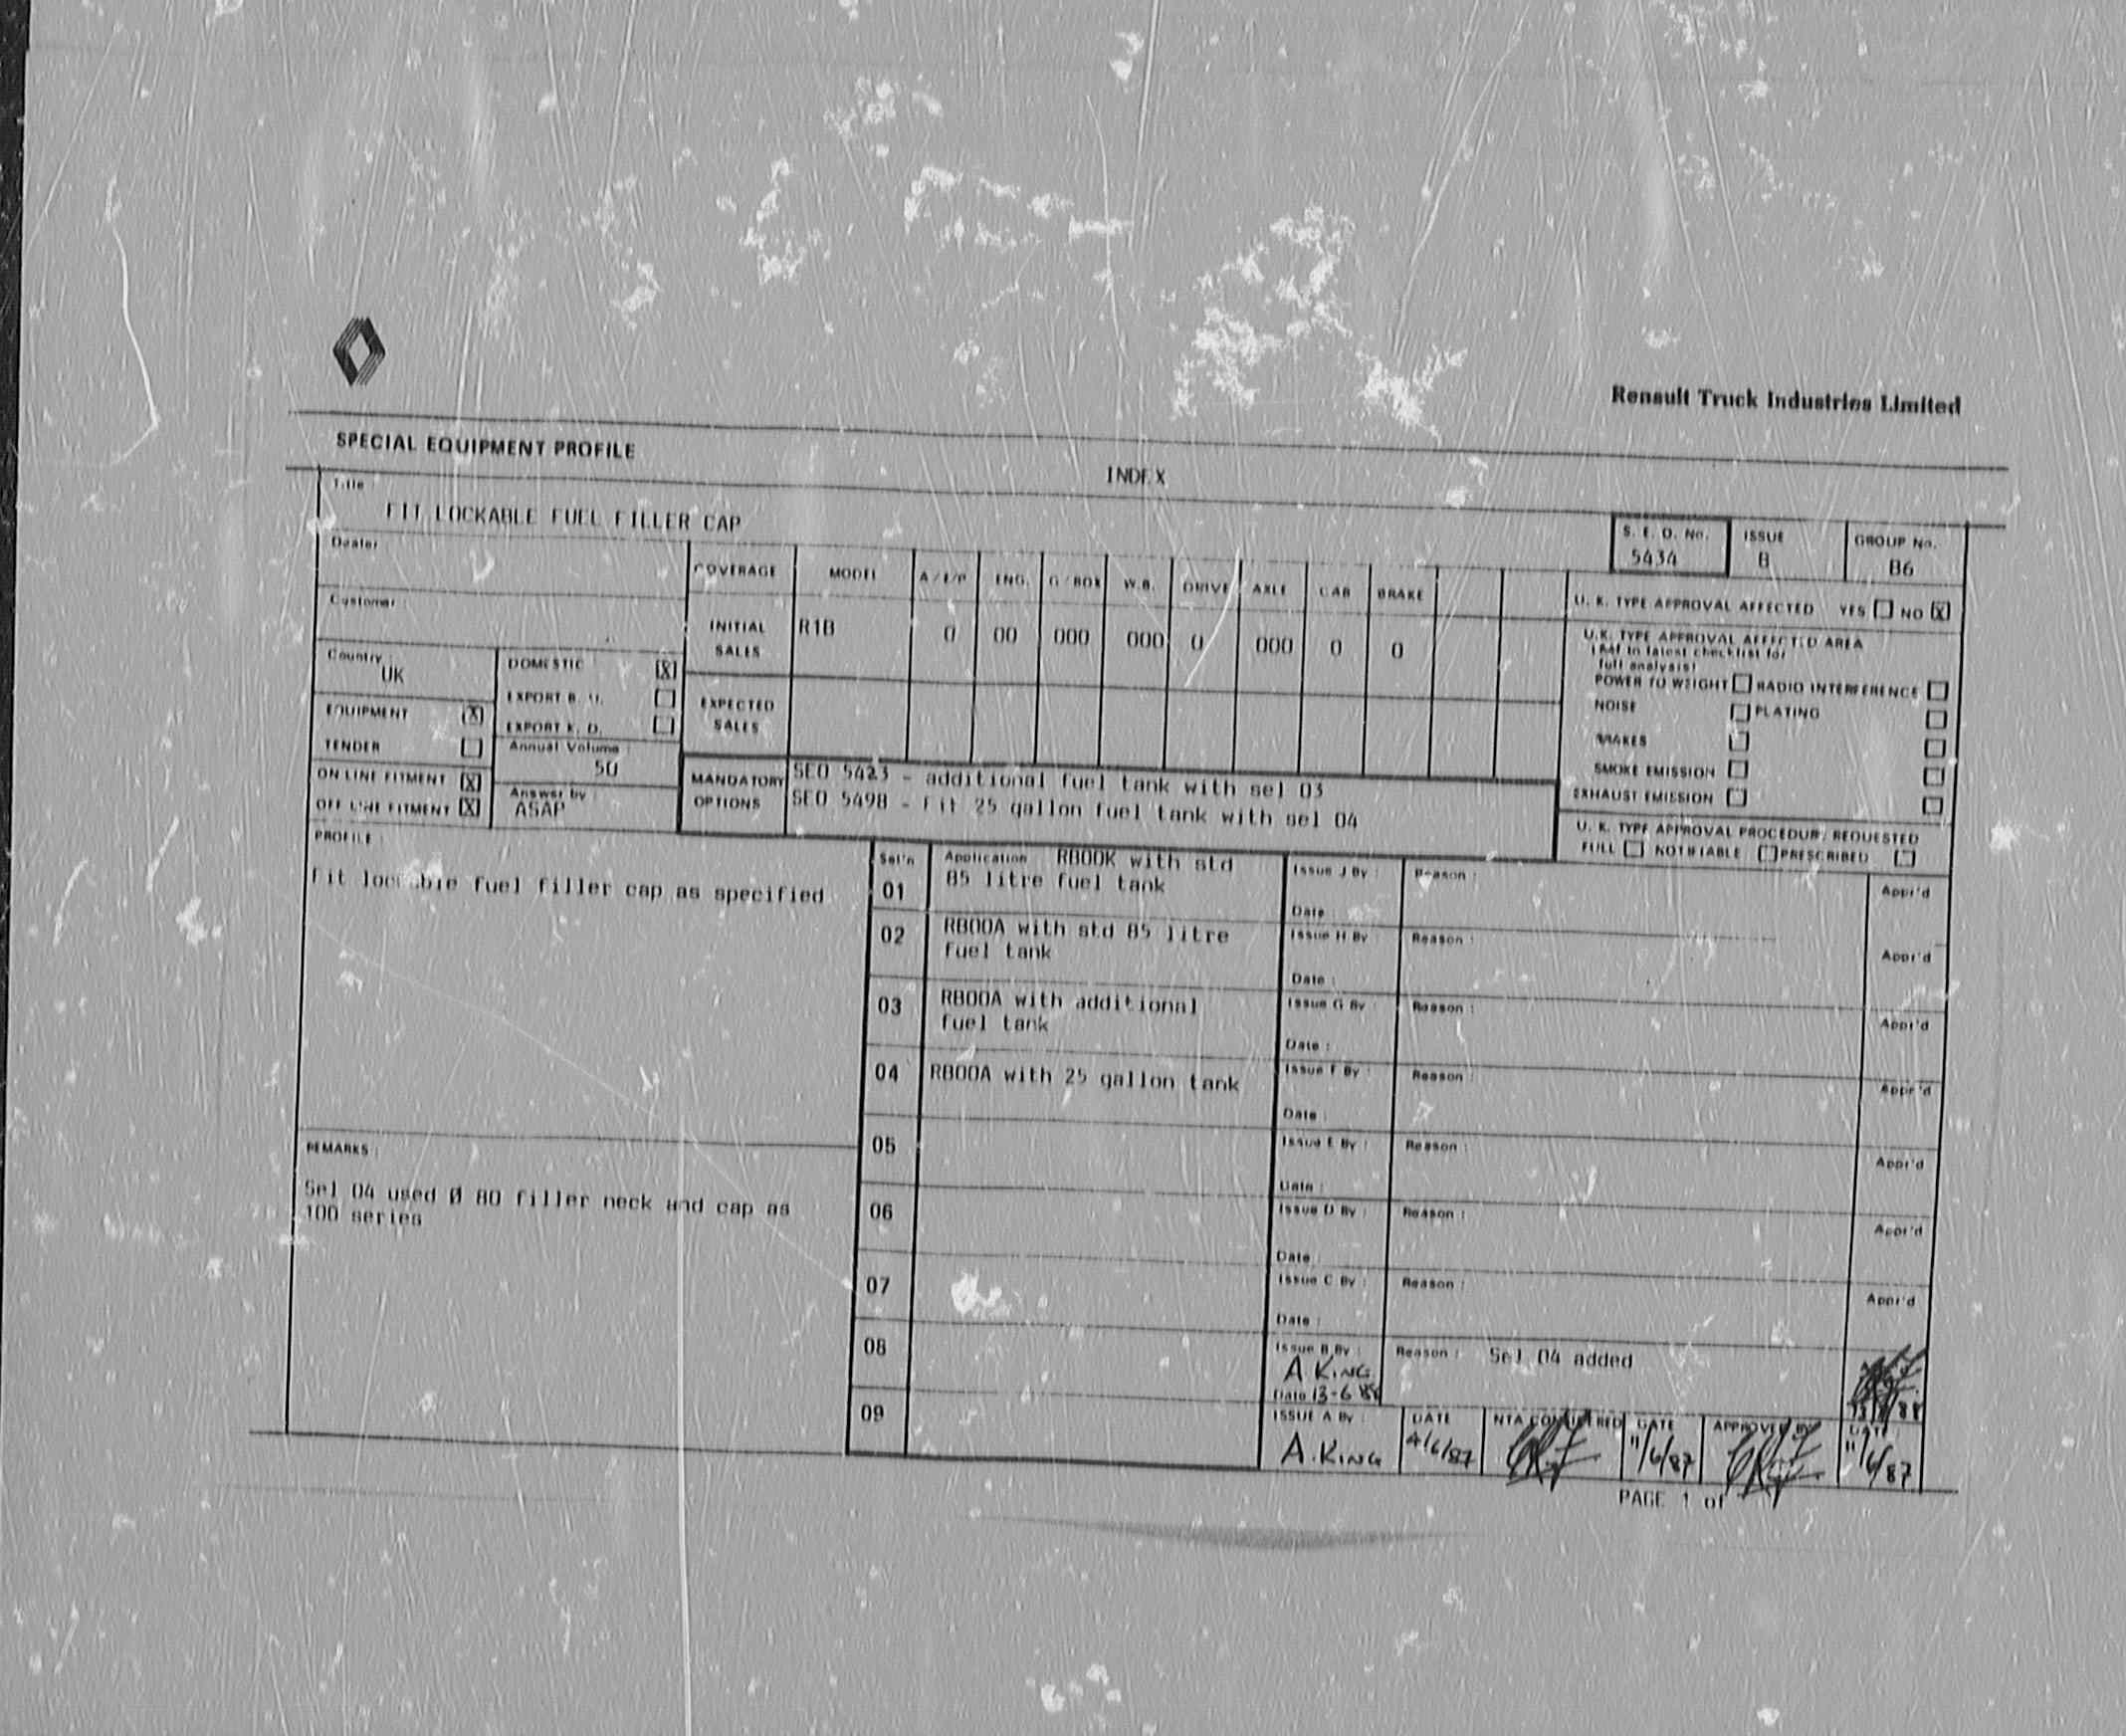 Renault Truck Industries Limited
SPECIAL EQUIPMENT PROFILE
INDEX
Title :
FIT LOCKABLE FUEL FILLER CAP
S. E. O. No. 5434
ISSUE B
GROUP No. B6
Dealer
Customer
Country : UK
DOMESTIC [X]
EXPORT B. U.
EXPORT K. D.
EQUIPMENT [X]
TENDER
Annual Volume : 50
ON LINE FITMENT [X]
OFF LINE FITMENT [X]
Answer by : ASAP
COVERAGE MODEL A/E/P ENG. G/BOX W.B. DRIVE AXLE CAB BRAKE
INITIAL SALES R1B 0 00 000 000 0 000 0 0
EXPECTED SALES
MANDATORY OPTIONS
SEO 5423 - additional fuel tank with sel 03
SEO 5498 - Fit 25 gallon fuel tank with sel 04
U. K. TYPE APPROVAL AFFECTED YES NO [X]
U.K. TYPE APPROVAL AFFECTED AREA
(Ref to latest checklist for
full analysis)
POWER TO WEIGHT RADIO INTERFERENCE
NOISE PLATING
BRAKES
SMOKE EMISSION
EXHAUST EMISSION
U. K. TYPE APPROVAL PROCEDURE REQUESTED
FULL NOTIFIABLE PRESCRIBED
PROFILE :
Fit lockable fuel filler cap as specified
REMARKS :
Sel 04 used Ø 80 filler neck and cap as
100 series
Sel'n Application
01 RB00K with std
85 litre fuel tank
02 RB00A with std 85 litre
fuel tank
03 RB00A with additional
fuel tank
04 RB00A with 25 gallon tank
05
06
07
08
09
Issue J By : Reason : Appr'd
Date :
Issue H By : Reason : Appr'd
Date :
Issue G By : Reason : Appr'd
Date :
Issue F By : Reason : Appr'd
Date :
Issue E By : Reason : Appr'd
Date :
Issue D By : Reason : Appr'd
Date :
Issue C By : Reason : Appr'd
Date :
Issue B By : A KING Reason : Sel 04 added
Date 13-6 88
ISSUE A By : A. KING
DATE 4/6/87
NTA CONSIDERED
DATE 11/6/87
APPROVED BY
DATE 11/6/87
PAGE 1 of